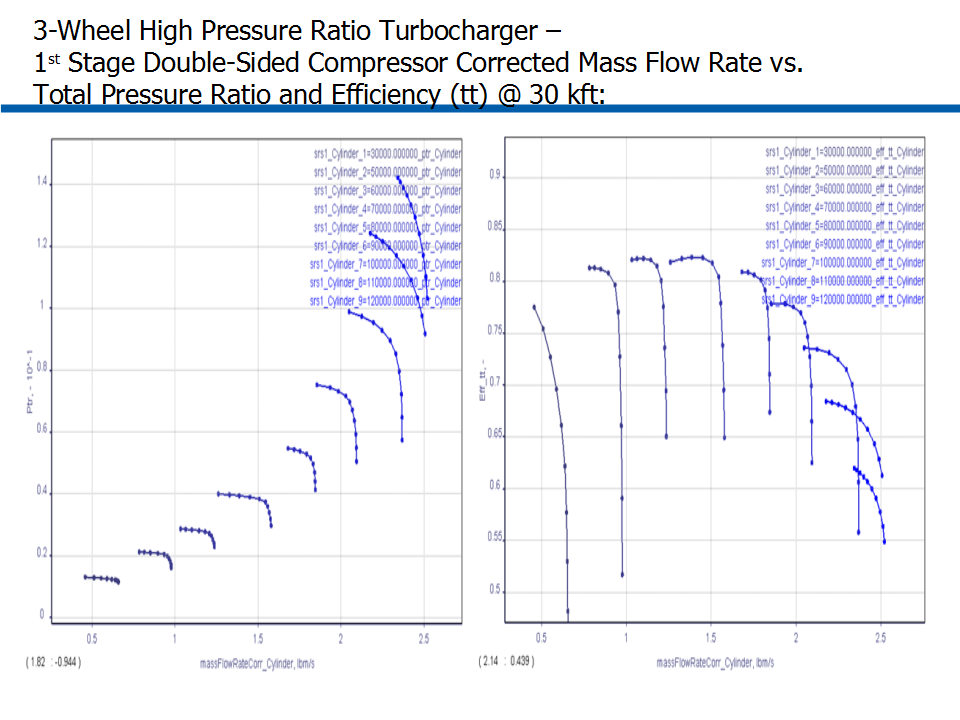 3-Wheel High Pressure Ratio Turbocharger –
1st Stage Double-Sided Compressor Corrected Mass Flow Rate vs.
Total Pressure Ratio and Efficiency (tt) @ 30 kft:
srs1_Cylinder_1=30000.000000_ptr_Cylinder
srs1_Cylinder_2=50000.000000_ptr_Cylinder
srs1_Cylinder_3=60000.000000_ptr_Cylinder
srs1_Cylinder_4=70000.000000_ptr_Cylinder
srs1_Cylinder_5=80000.000000_ptr_Cylinder
srs1_Cylinder_6=90000.000000_ptr_Cylinder
srs1_Cylinder_7=100000.000000_ptr_Cylinder
srs1_Cylinder_8=110000.000000_ptr_Cylinder
srs1_Cylinder_9=120000.000000_ptr_Cylinder
1.4
1.2
1
0.8
0.6
0.4
0.2
0
Ptr, - 10^-1
0.5 1 1.5 2 2.5
( 1.82 : -0.944 )
massFlowRateCorr_Cylinder, lbm/s
srs1_Cylinder_1=30000.000000_eff_tt_Cylinder
srs1_Cylinder_2=50000.000000_eff_tt_Cylinder
srs1_Cylinder_3=60000.000000_eff_tt_Cylinder
srs1_Cylinder_4=70000.000000_eff_tt_Cylinder
srs1_Cylinder_5=80000.000000_eff_tt_Cylinder
srs1_Cylinder_6=90000.000000_eff_tt_Cylinder
srs1_Cylinder_7=100000.000000_eff_tt_Cylinder
srs1_Cylinder_8=110000.000000_eff_tt_Cylinder
srs1_Cylinder_9=120000.000000_eff_tt_Cylinder
0.9
0.85
0.8
0.75
0.7
0.65
0.6
0.55
0.5
Eff_tt, -
0.5 1 1.5 2 2.5
( 2.14 : 0.439 )
massFlowRateCorr_Cylinder, lbm/s